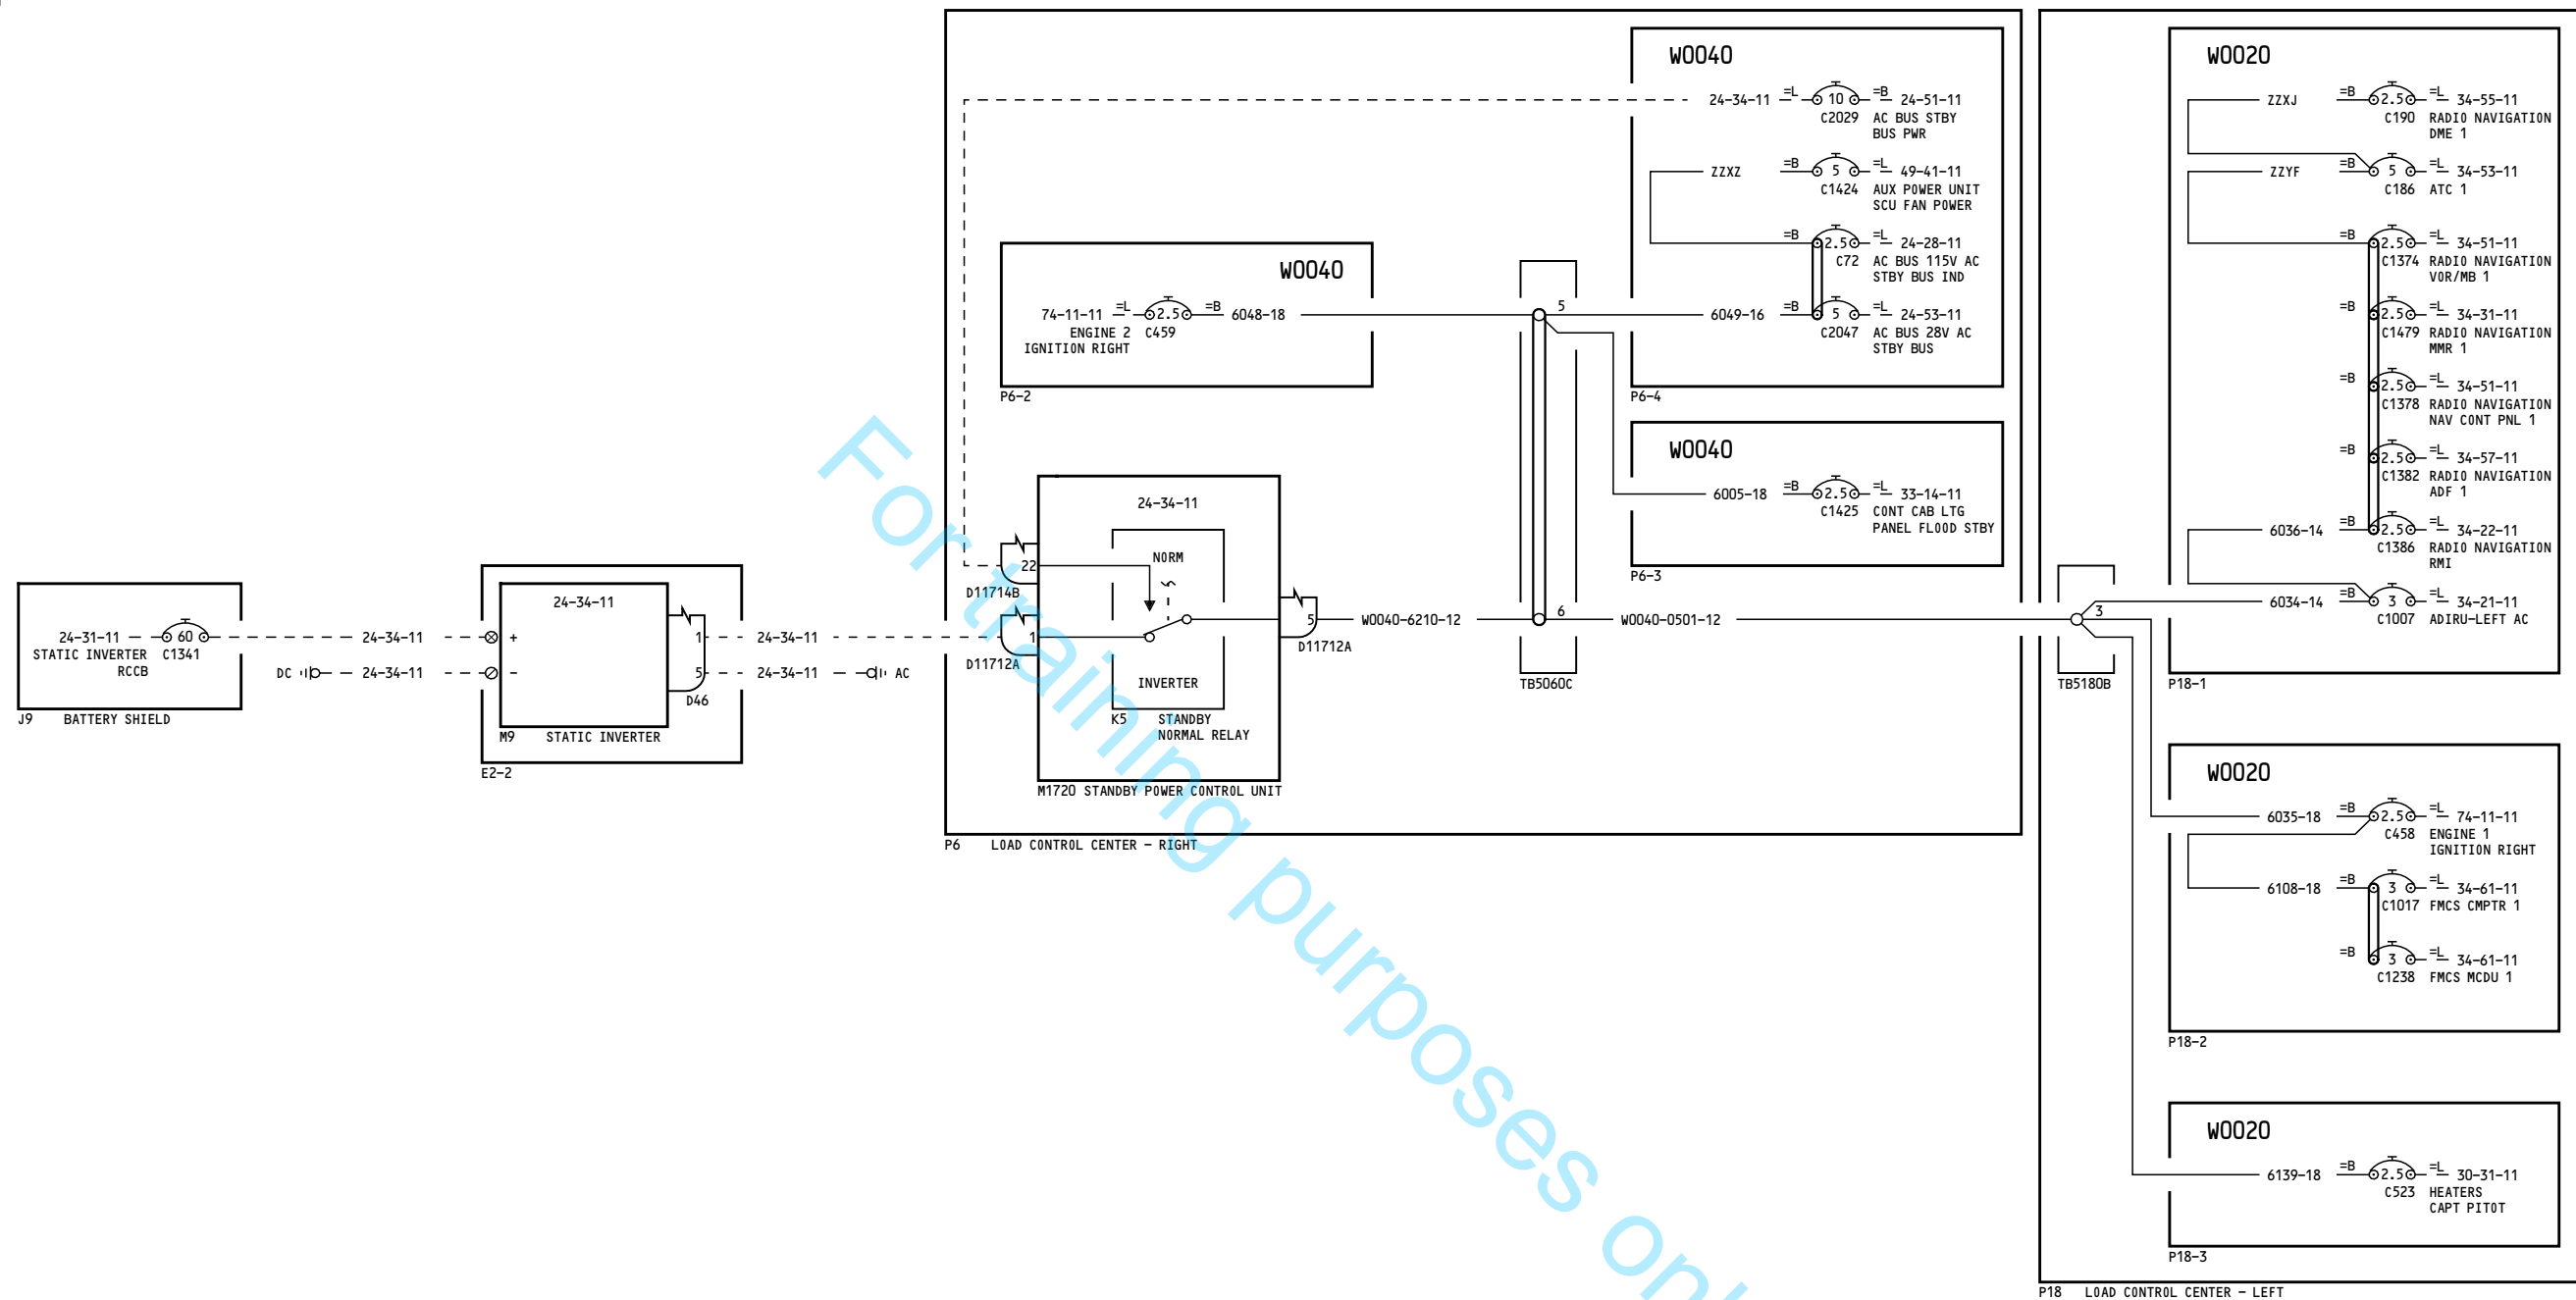 24-31-11
60
STATIC INVERTER C1341
RCCB
J9 BATTERY SHIELD
24-34-11
DC
24-34-11
24-34-11
+
-
1
5
D46
M9 STATIC INVERTER
E2-2
24-34-11
24-34-11
AC
W0040
74-11-11 =L 2.5 =B 6048-18
ENGINE 2 C459
IGNITION RIGHT
P6-2
24-34-11
NORM
22
D11714B
1
D11712A
INVERTER
K5 STANDBY
NORMAL RELAY
M1720 STANDBY POWER CONTROL UNIT
5
D11712A
W0040-6210-12
5
6
TB5060C
W0040-0501-12
P6 LOAD CONTROL CENTER - RIGHT
W0040
24-34-11 =L 10 =B 24-51-11
C2029 AC BUS STBY
BUS PWR
ZZXZ =B 5 =L 49-41-11
C1424 AUX POWER UNIT
SCU FAN POWER
=B 2.5 =L 24-28-11
C72 AC BUS 115V AC
STBY BUS IND
6049-16 =B 5 =L 24-53-11
C2047 AC BUS 28V AC
STBY BUS
P6-4
W0040
6005-18 =B 2.5 =L 33-14-11
C1425 CONT CAB LTG
PANEL FLOOD STBY
P6-3
3
TB5180B
W0020
ZZXJ =B 2.5 =L 34-55-11
C190 RADIO NAVIGATION
DME 1
ZZYF =B 5 =L 34-53-11
C186 ATC 1
=B 2.5 =L 34-51-11
C1374 RADIO NAVIGATION
VOR/MB 1
=B 2.5 =L 34-31-11
C1479 RADIO NAVIGATION
MMR 1
=B 2.5 =L 34-51-11
C1378 RADIO NAVIGATION
NAV CONT PNL 1
=B 2.5 =L 34-57-11
C1382 RADIO NAVIGATION
ADF 1
6036-14 =B 2.5 =L 34-22-11
C1386 RADIO NAVIGATION
RMI
6034-14 =B 3 =L 34-21-11
C1007 ADIRU-LEFT AC
P18-1
W0020
6035-18 =B 2.5 =L 74-11-11
C458 ENGINE 1
IGNITION RIGHT
6108-18 =B 3 =L 34-61-11
C1017 FMCS CMPTR 1
=B 3 =L 34-61-11
C1238 FMCS MCDU 1
P18-2
W0020
6139-18 =B 2.5 =L 30-31-11
C523 HEATERS
CAPT PITOT
P18-3
P18 LOAD CONTROL CENTER - LEFT
For training purposes